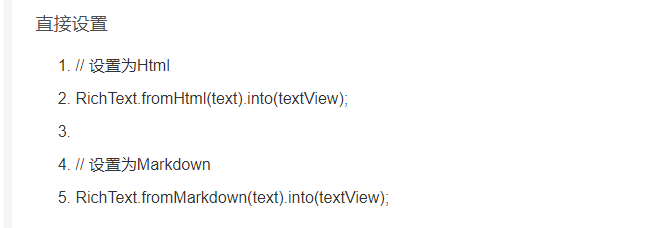 直接设置
1. // 设置为Html
2. RichText.fromHtml(text).into(textView);
3.
4. // 设置为Markdown
5. RichText.fromMarkdown(text).into(textView);